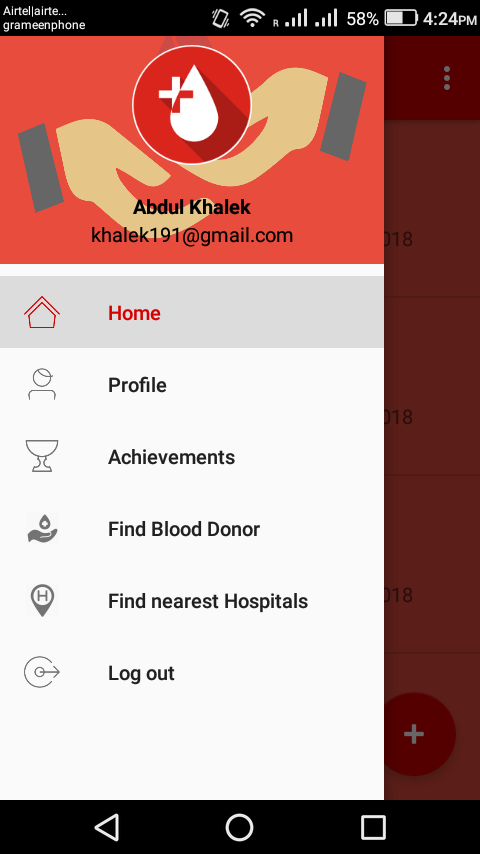 Airtel|airte...
grameenphone
R
58%
4:24PM
Abdul Khalek
khalek191@gmail.com
Home
018
Profile
018
Achievements
Find Blood Donor
Find nearest Hospitals
018
Log out